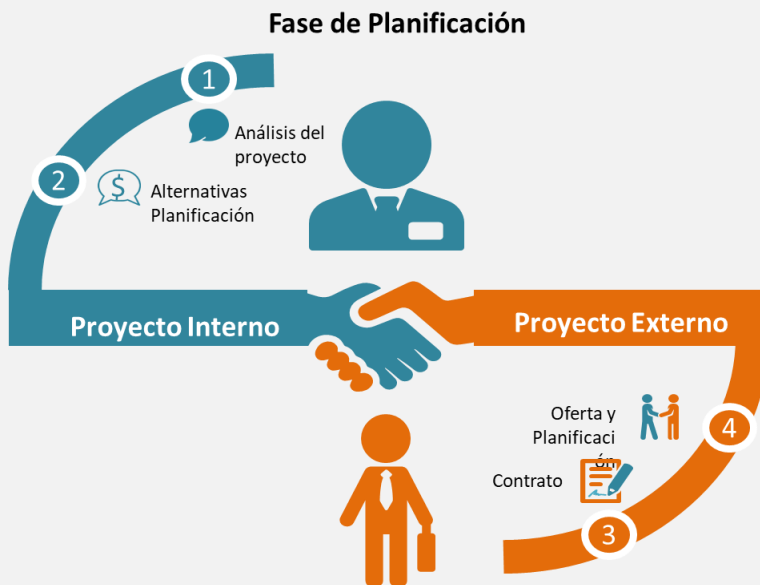 Fase de Planificación
1
Análisis del
proyecto
2
$
Alternativas
Planificación
Proyecto Interno
Proyecto Externo
Oferta y
Planificaci
ón
4
Contrato
3